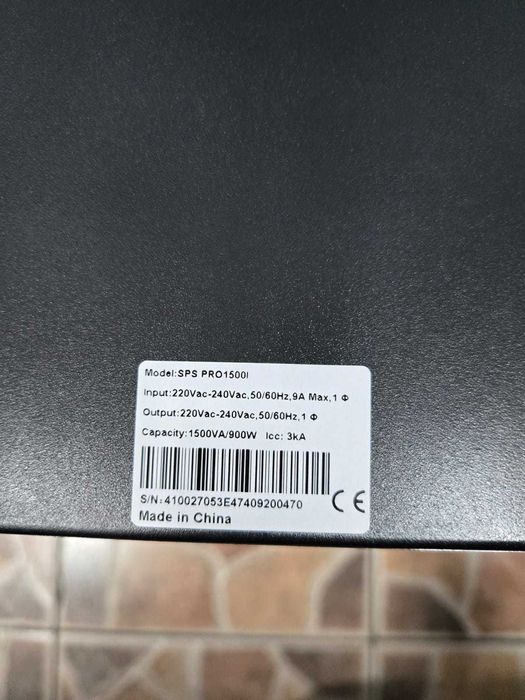 Model:SPS PRO1500I
Input:220Vac-240Vac,50/60Hz,9A Max,1 Φ
Output:220Vac-240Vac,50/60Hz,1 Φ
Capacity:1500VA/900W Icc: 3kA
S/N:410027053E47409200470
CE
Made in China